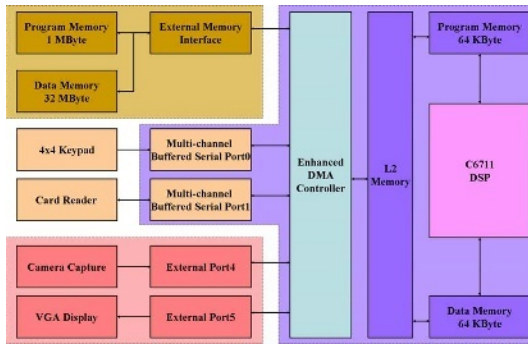 Program Memory
1 MByte
External Memory
Interface
Data Memory
32 MByte
4x4 Keypad
Multi-channel
Buffered Serial Port0
Card Reader
Multi-channel
Buffered Serial Port1
Camera Capture
External Port4
VGA Display
External Port5
Enhanced
DMA
Controller
L2
Memory
Program Memory
64 KByte
C6711
DSP
Data Memory
64 KByte